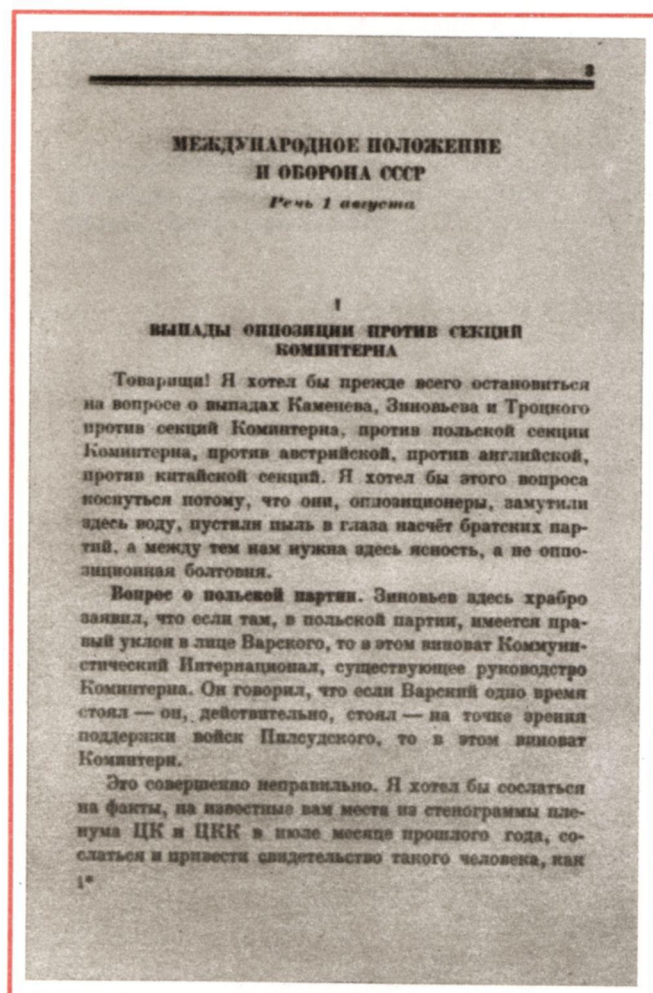 3
МЕЖДУНАРОДНОЕ ПОЛОЖЕНИЕ
И ОБОРОНА СССР
Речь 1 августа
I
ВЫПАДЫ ОППОЗИЦИИ ПРОТИВ СЕКЦИЙ
КОМИНТЕРНА
Товарищи! Я хотел бы прежде всего остановиться
на вопросе о выпадах Каменева, Зиновьева и Троцкого
против секций Коминтерна, против польской секции
Коминтерна, против австрийской, против английской,
против китайской секций. Я хотел бы этого вопроса
коснуться потому, что они, оппозиционеры, замутили
здесь воду, пустили пыль в глаза насчёт братских пар-
тий, а между тем нам нужна здесь ясность, а не оппо-
зиционная болтовня.
Вопрос о польской партии. Зиновьев здесь храбро
заявил, что если там, в польской партии, имеется пра-
вый уклон в лице Варского, то в этом виноват Коммуни-
стический Интернационал, существующее руководство
Коминтерна. Он говорил, что если Варский одно время
стоял — он, действительно, стоял — на точке зрения
поддержки войск Пилсудского, то в этом виноват
Коминтерн.
Это совершенно неправильно. Я хотел бы сослаться
на факты, на известные вам места из стенограммы пле-
нума ЦК и ЦКК в июле месяце прошлого года, со-
слаться и привести свидетельство такого человека, как
1*